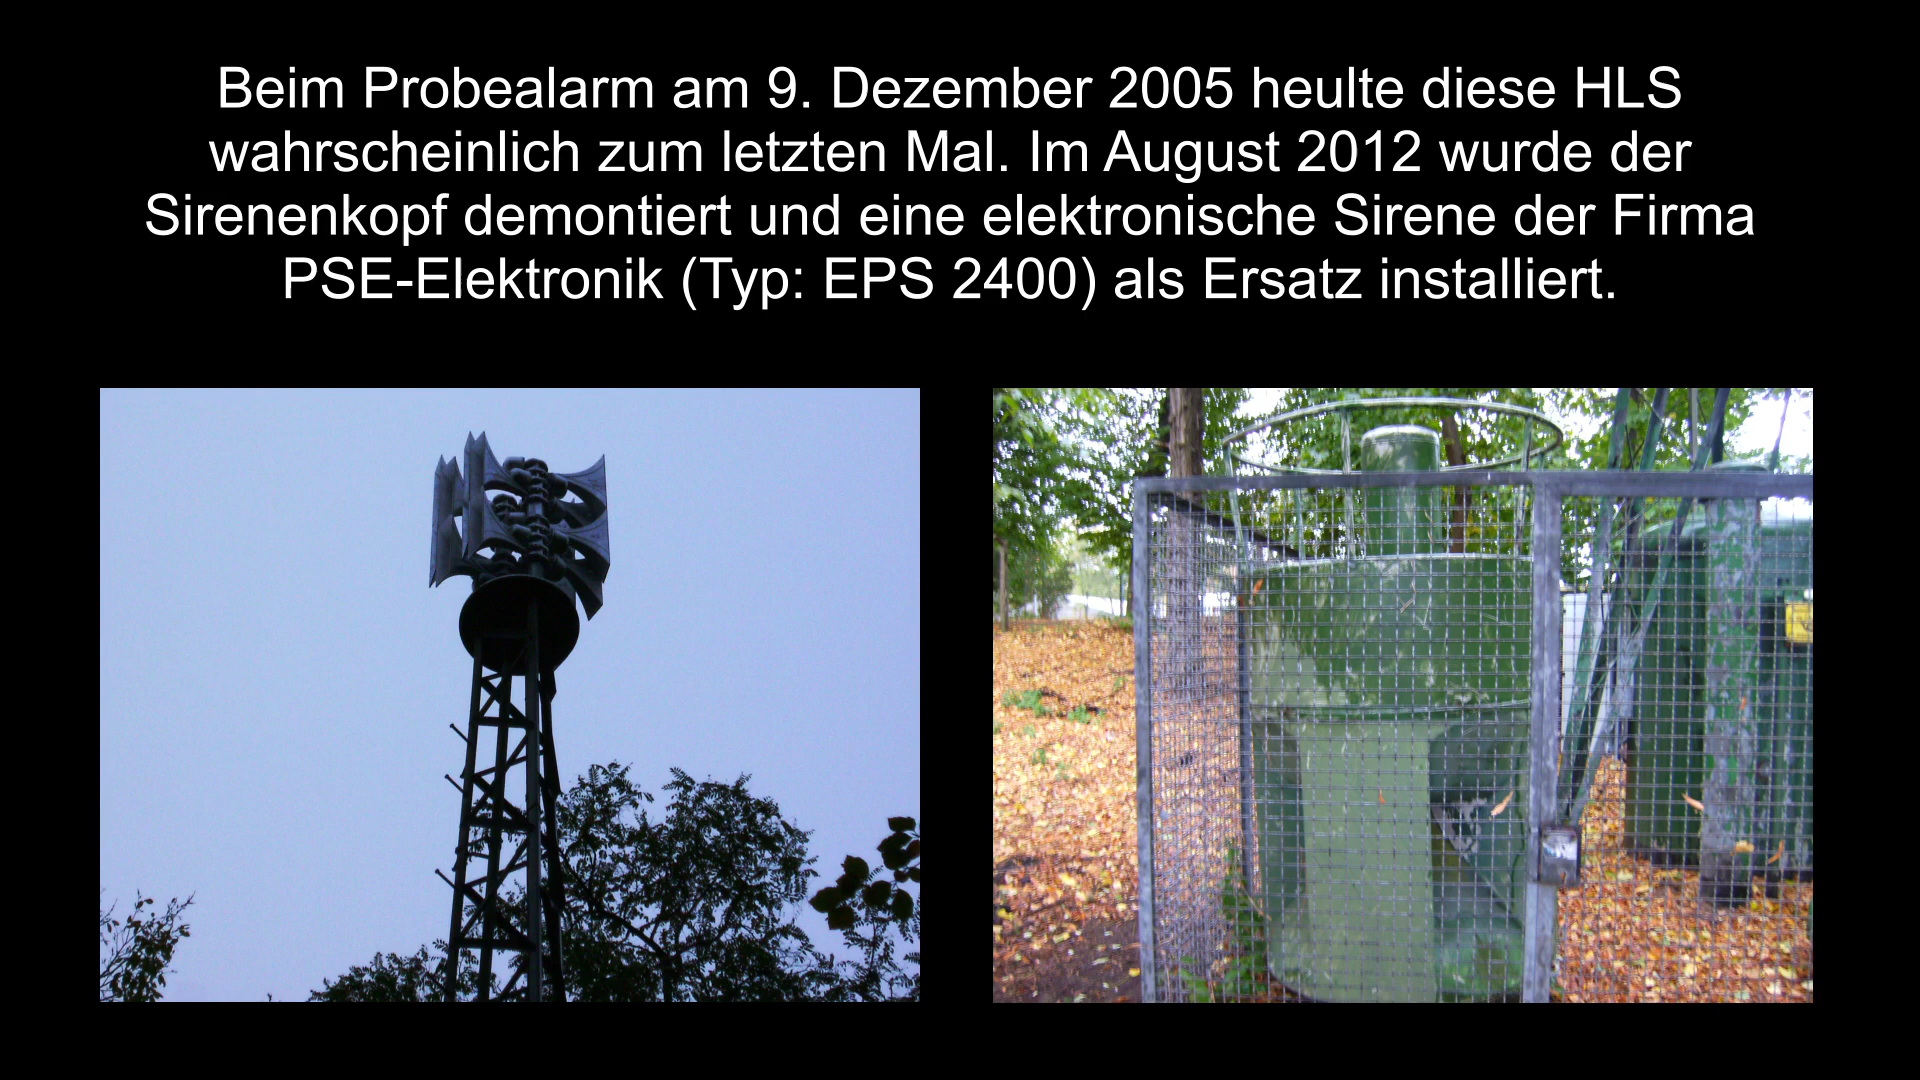 Beim Probealarm am 9. Dezember 2005 heulte diese HLS
wahrscheinlich zum letzten Mal. Im August 2012 wurde der
Sirenenkopf demontiert und eine elektronische Sirene der Firma
PSE-Elektronik (Typ: EPS 2400) als Ersatz installiert.